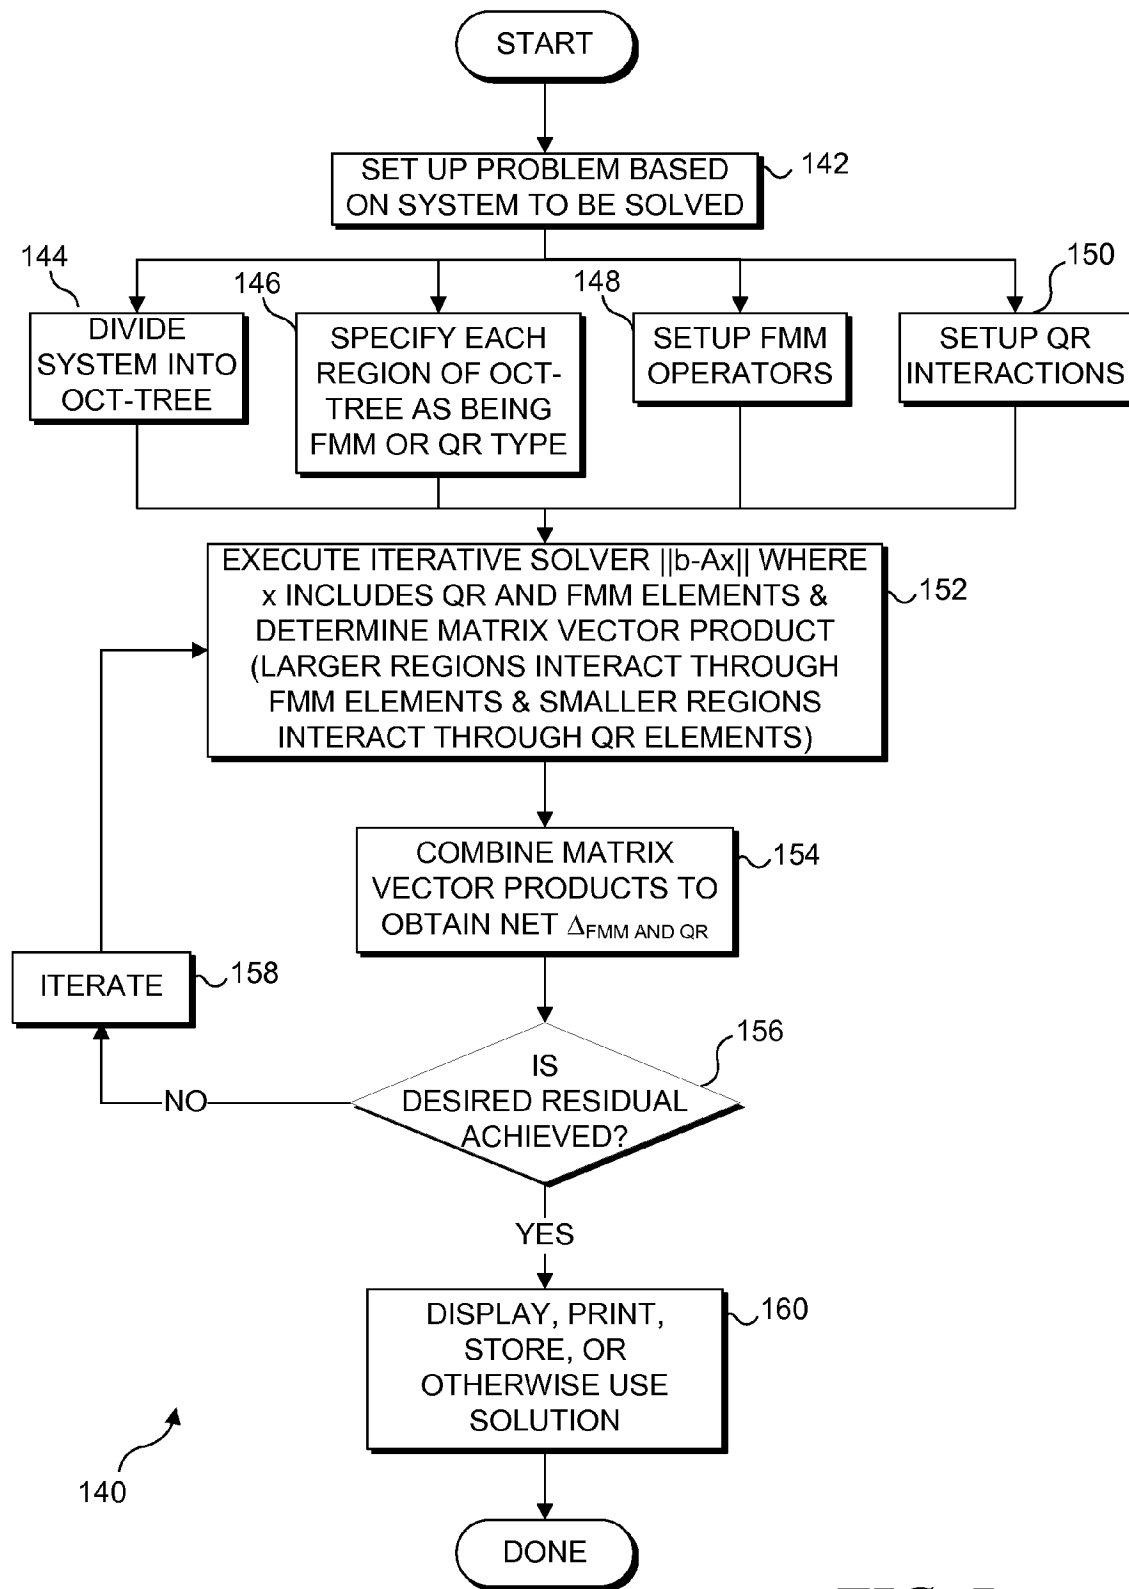 START
SET UP PROBLEM BASED
ON SYSTEM TO BE SOLVED
142
144
DIVIDE
SYSTEM INTO
OCT-TREE
146
SPECIFY EACH
REGION OF OCT-
TREE AS BEING
FMM OR QR TYPE
148
SETUP FMM
OPERATORS
150
SETUP QR
INTERACTIONS
EXECUTE ITERATIVE SOLVER ||b-Ax|| WHERE
x INCLUDES QR AND FMM ELEMENTS &
DETERMINE MATRIX VECTOR PRODUCT
(LARGER REGIONS INTERACT THROUGH
FMM ELEMENTS & SMALLER REGIONS
INTERACT THROUGH QR ELEMENTS)
152
COMBINE MATRIX
VECTOR PRODUCTS TO
OBTAIN NET ΔFMM AND QR
154
ITERATE
158
IS
DESIRED RESIDUAL
ACHIEVED?
156
NO
YES
DISPLAY, PRINT,
STORE, OR
OTHERWISE USE
SOLUTION
160
140
DONE